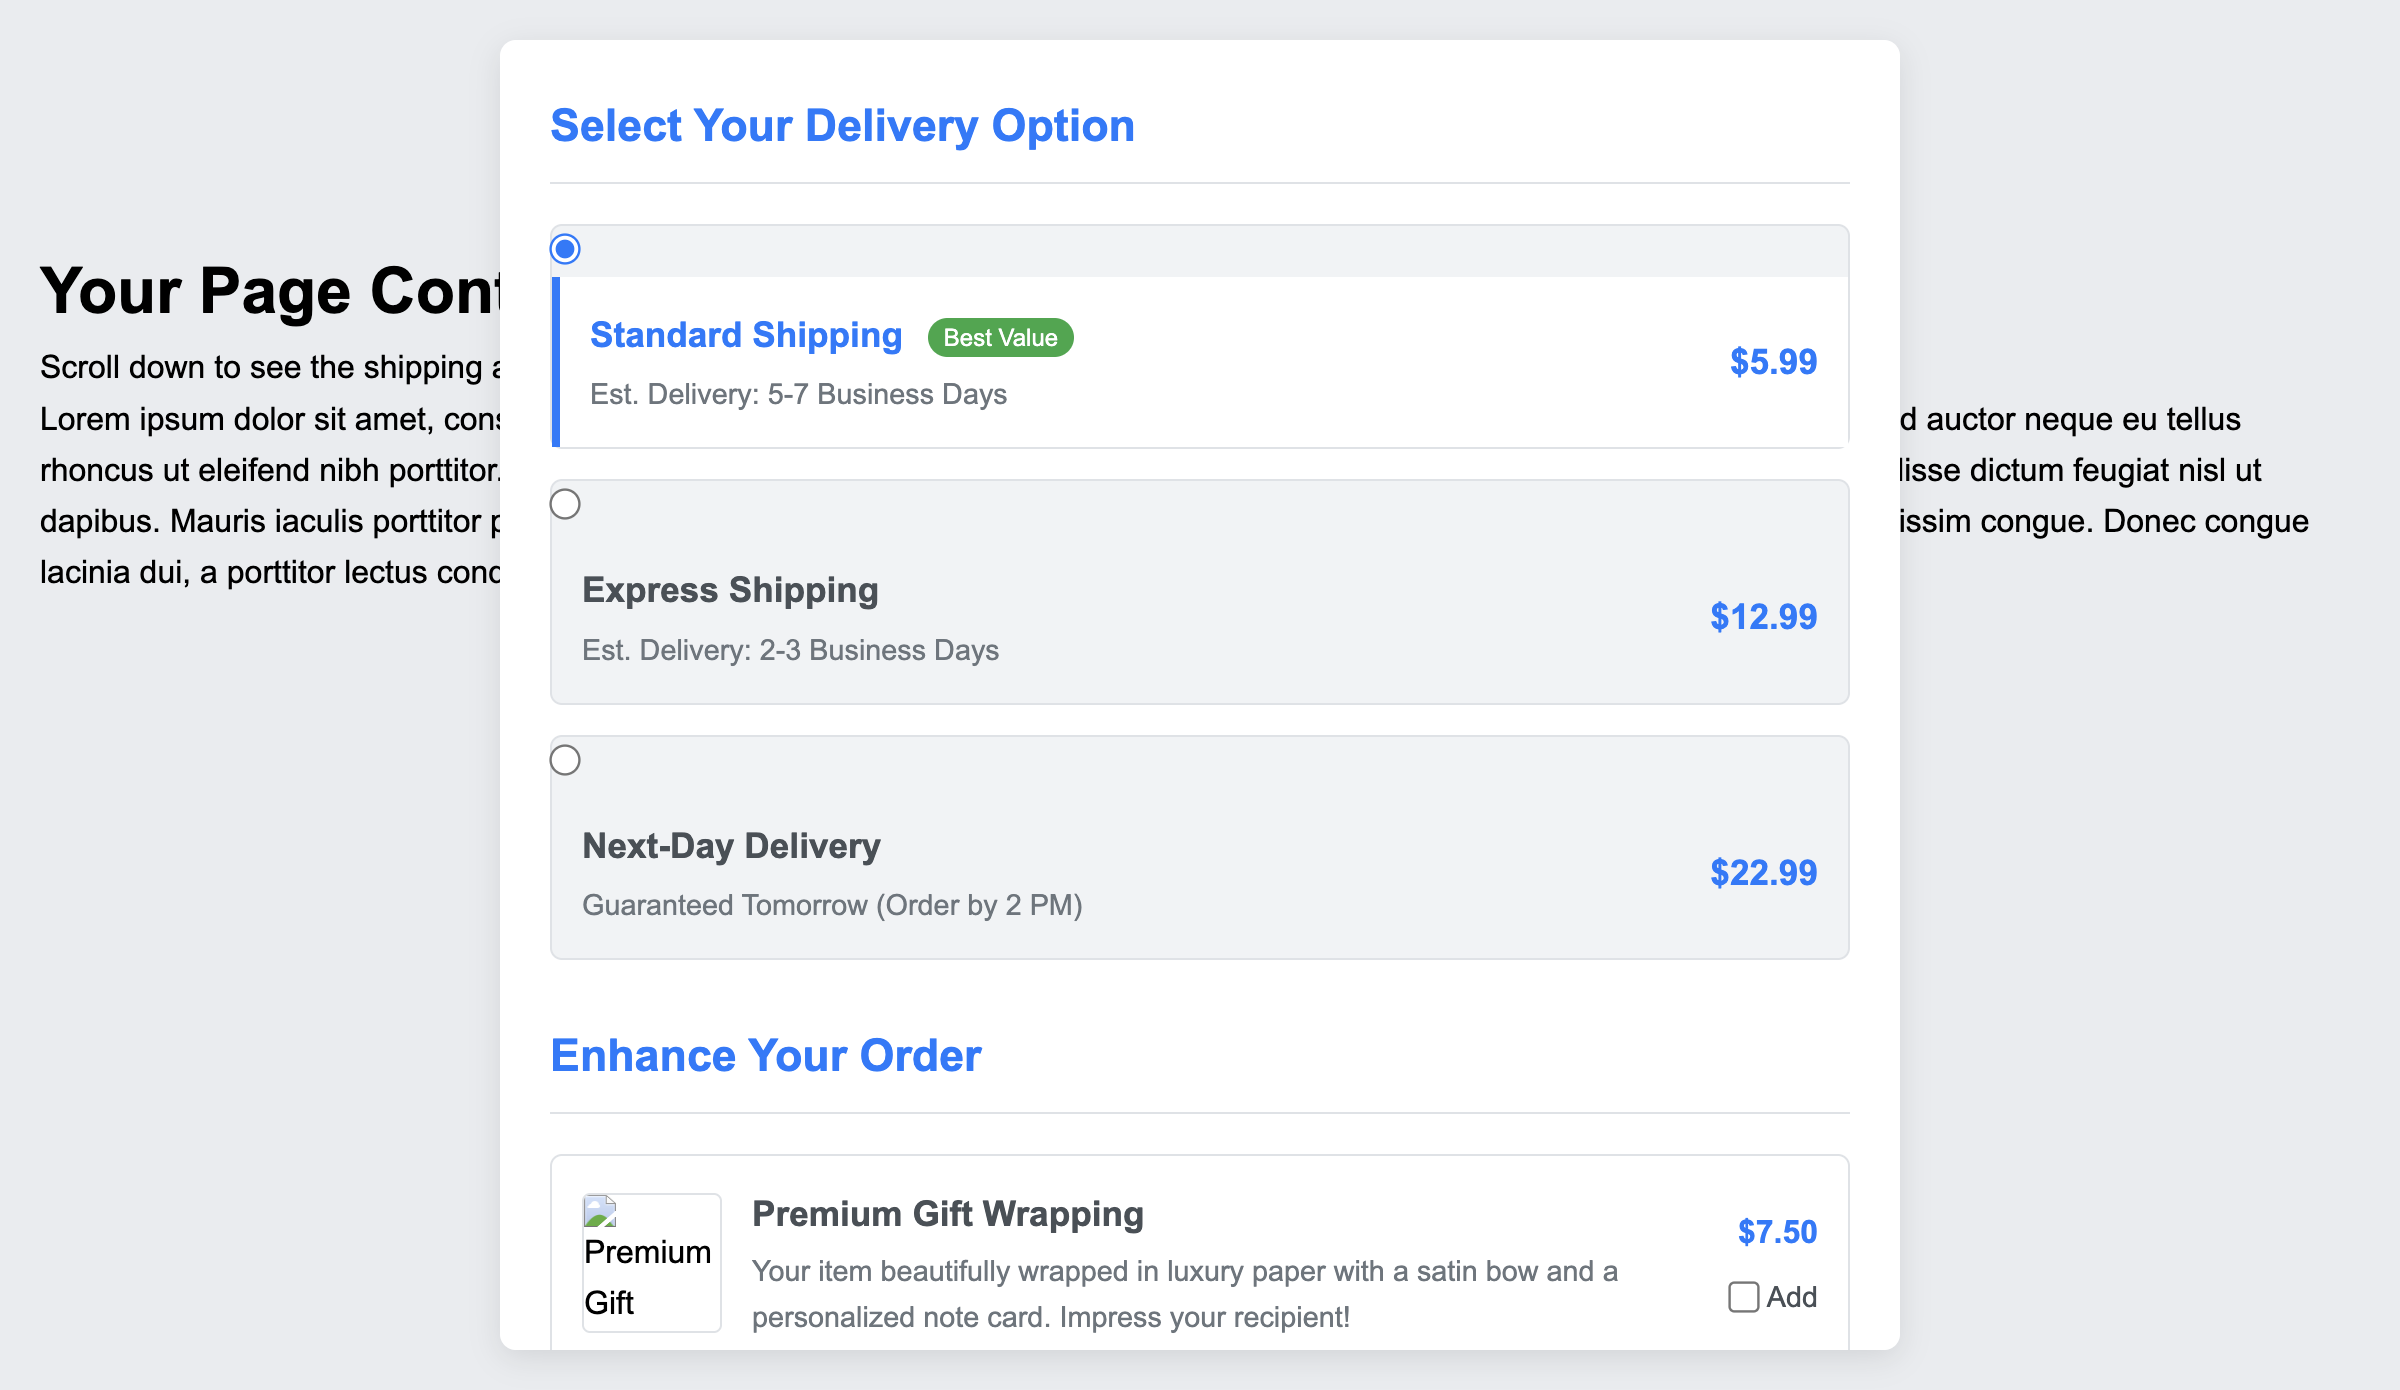 Your Page Cont
Scroll down to see the shipping a
Lorem ipsum dolor sit amet, cons
rhoncus ut eleifend nibh porttitor.
dapibus. Mauris iaculis porttitor p
lacinia dui, a porttitor lectus cond
Select Your Delivery Option
Standard Shipping Best Value
$5.99
Est. Delivery: 5-7 Business Days
Express Shipping
$12.99
Est. Delivery: 2-3 Business Days
Next-Day Delivery
$22.99
Guaranteed Tomorrow (Order by 2 PM)
Enhance Your Order
Premium
Gift
Premium Gift Wrapping
Your item beautifully wrapped in luxury paper with a satin bow and a
personalized note card. Impress your recipient!
$7.50
Add
d auctor neque eu tellus
lisse dictum feugiat nisl ut
issim congue. Donec congue